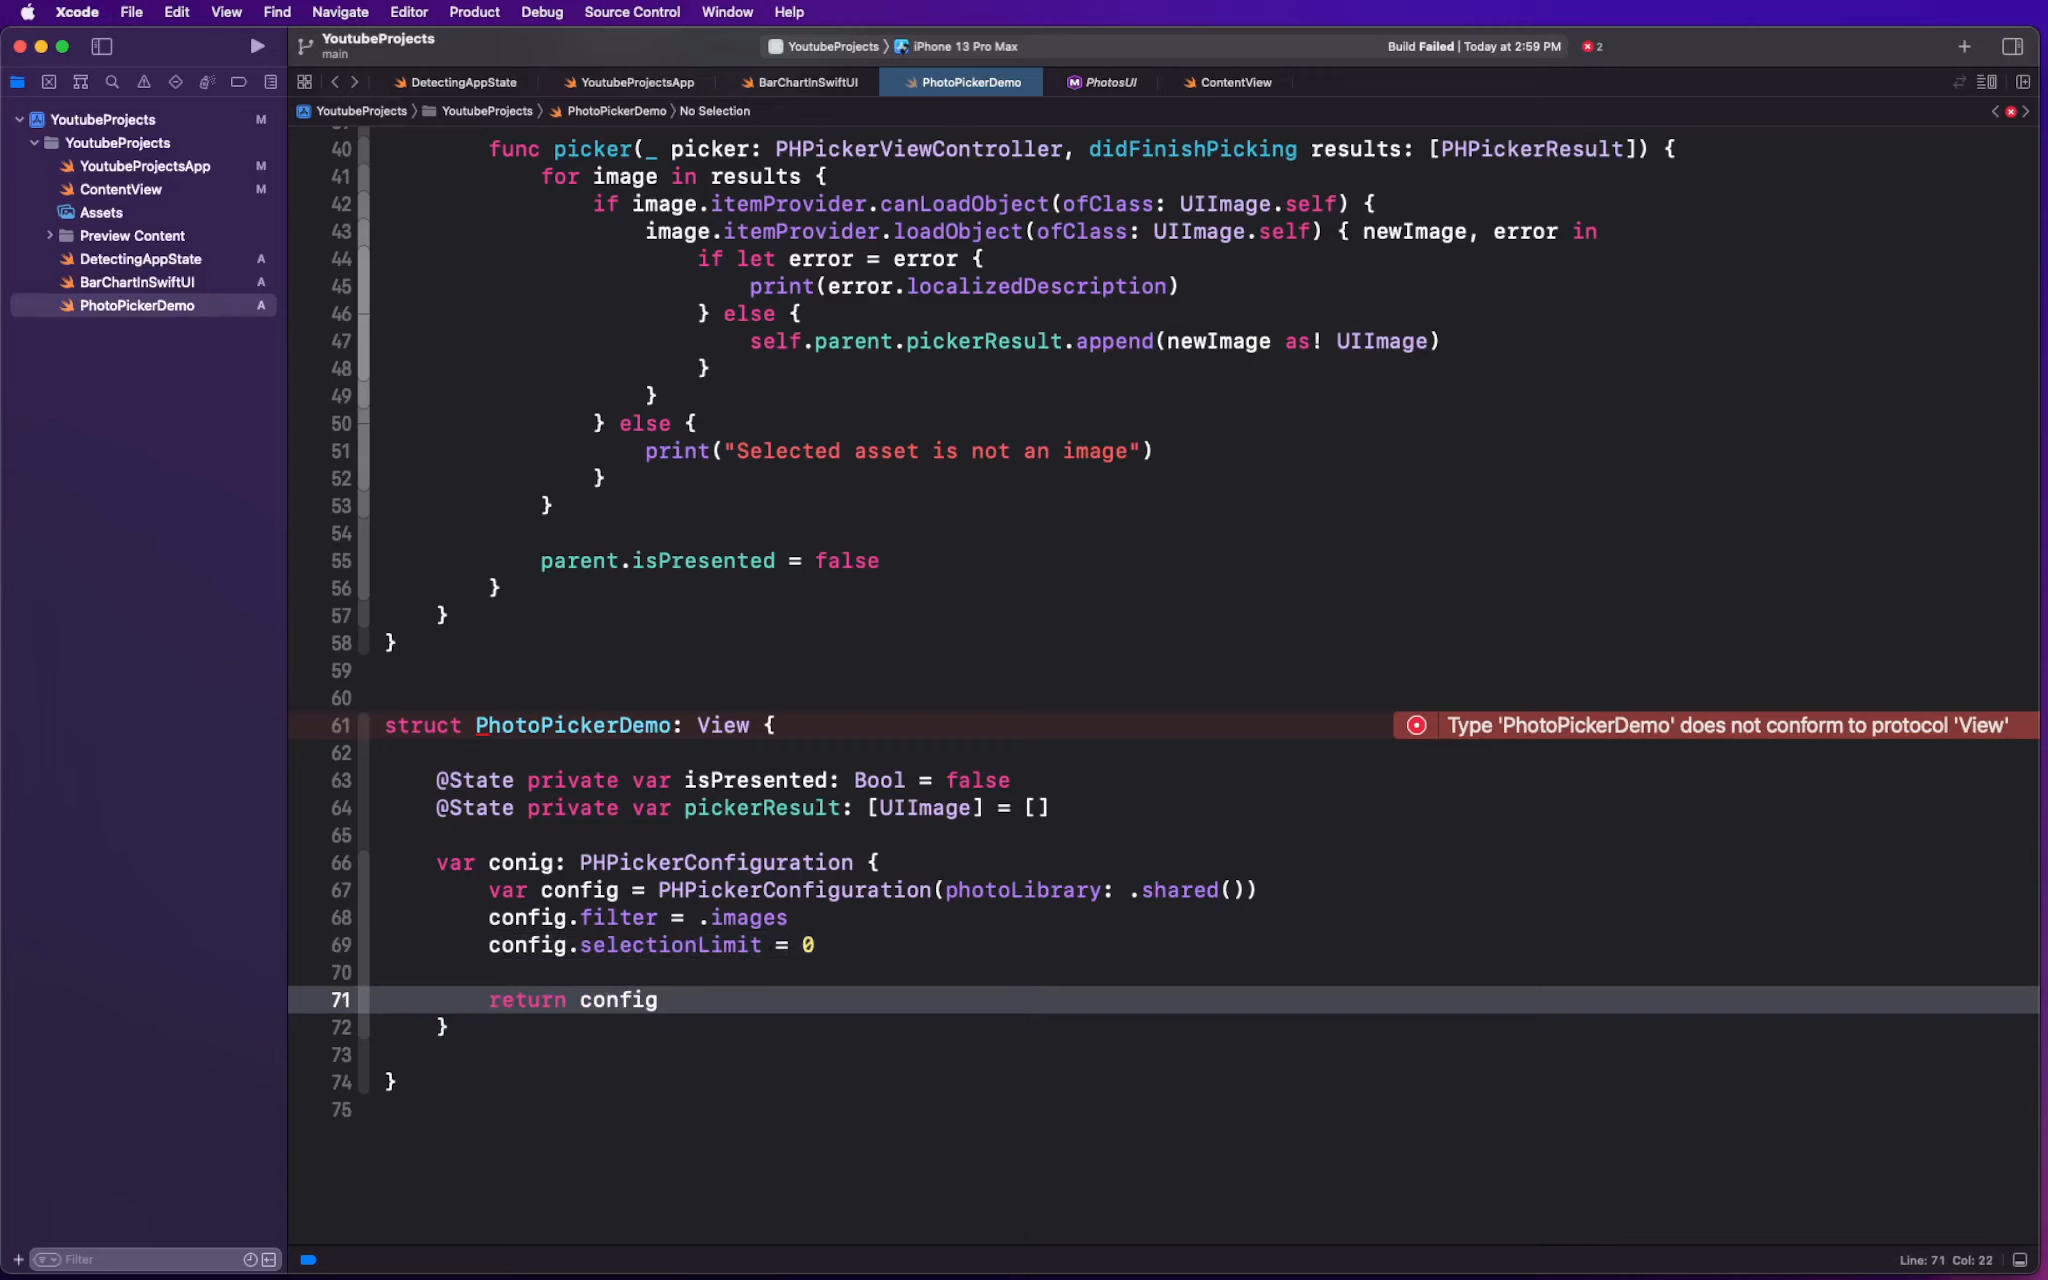 Xcode File Edit View Find Navigate Editor Product Debug Source Control Window Help
YoutubeProjects
main
YoutubeProjects 〉 iPhone 13 Pro Max
Build Failed | Today at 2:59 PM
2
DetectingAppState YoutubeProjectsApp BarChartInSwiftUI PhotoPickerDemo M PhotosUI ContentView
YoutubeProjects 〉 YoutubeProjects 〉 PhotoPickerDemo 〉 No Selection
YoutubeProjects M
YoutubeProjects
YoutubeProjectsApp M
ContentView M
Assets
Preview Content
DetectingAppState A
BarChartInSwiftUI A
PhotoPickerDemo A
40 func picker(_ picker: PHPickerViewController, didFinishPicking results: [PHPickerResult]) {
41 for image in results {
42 if image.itemProvider.canLoadObject(ofClass: UIImage.self) {
43 image.itemProvider.loadObject(ofClass: UIImage.self) { newImage, error in
44 if let error = error {
45 print(error.localizedDescription)
46 } else {
47 self.parent.pickerResult.append(newImage as! UIImage)
48 }
49 }
50 } else {
51 print("Selected asset is not an image")
52 }
53 }
54
55 parent.isPresented = false
56 }
57 }
58 }
59
60
61 struct PhotoPickerDemo: View {
Type 'PhotoPickerDemo' does not conform to protocol 'View'
62
63 @State private var isPresented: Bool = false
64 @State private var pickerResult: [UIImage] = []
65
66 var conig: PHPickerConfiguration {
67 var config = PHPickerConfiguration(photoLibrary: .shared())
68 config.filter = .images
69 config.selectionLimit = 0
70
71 return config
72 }
73
74 }
75
Filter
Line: 71 Col: 22